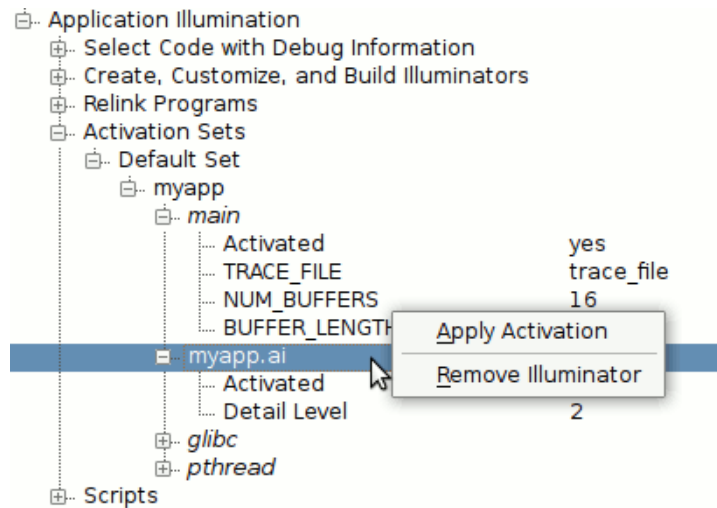 Application Illumination
Select Code with Debug Information
Create, Customize, and Build Illuminators
Relink Programs
Activation Sets
Default Set
myapp
main
Activated yes
TRACE_FILE trace_file
NUM_BUFFERS 16
BUFFER_LENGTH
Apply Activation
myapp.ai
Remove Illuminator
Activated
Detail Level 2
glibc
pthread
Scripts